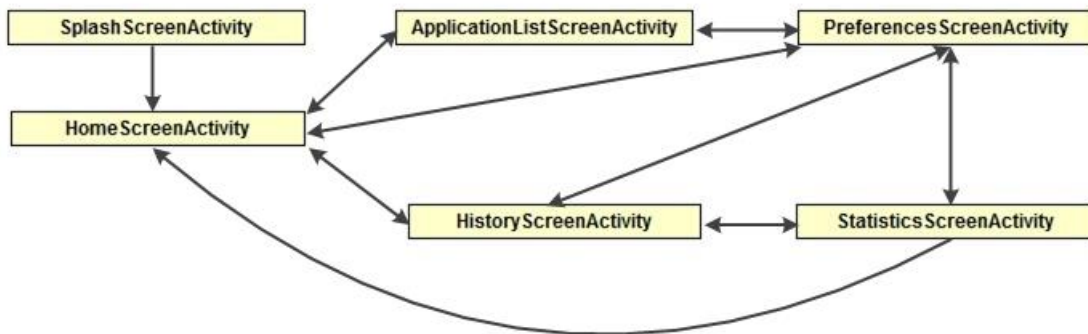 SplashScreenActivity
ApplicationListScreenActivity
PreferencesScreenActivity
HomeScreenActivity
HistoryScreenActivity
StatisticsScreenActivity